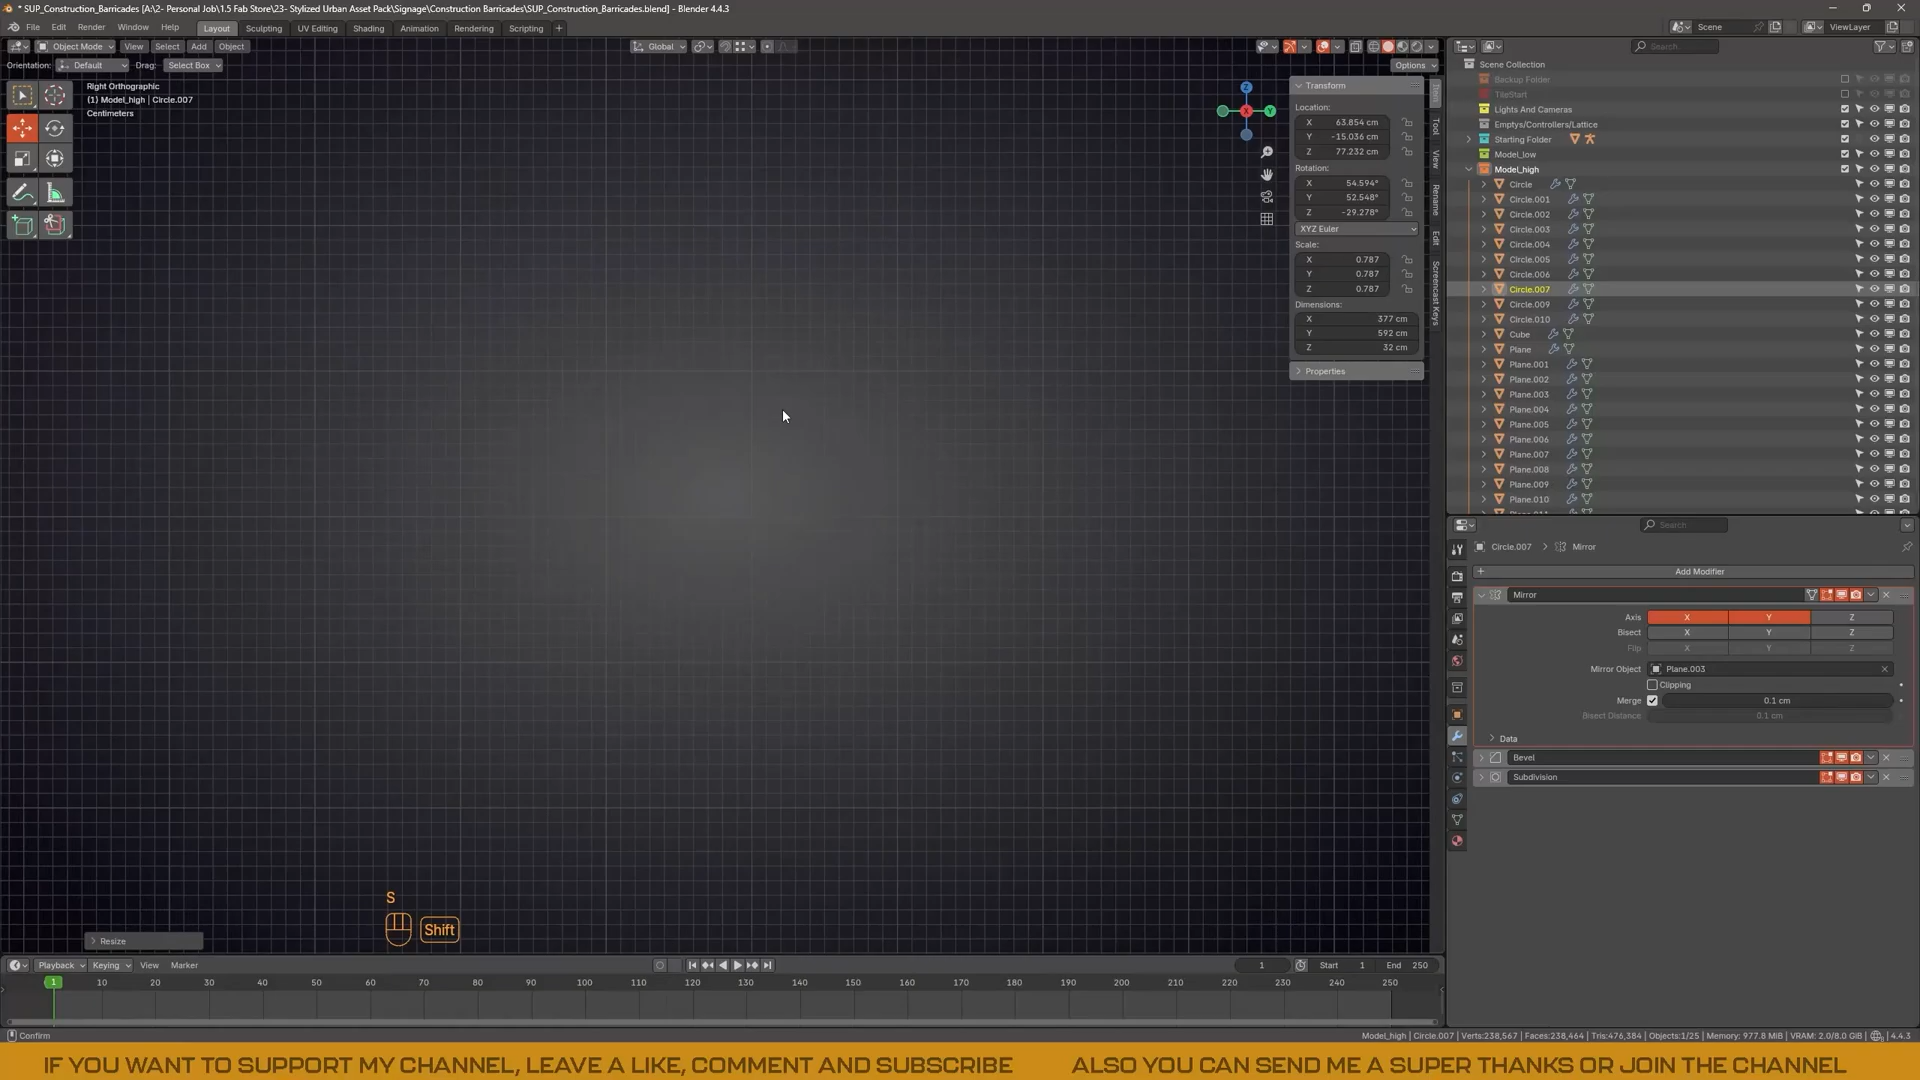 * SUP_Construction_Barricades [A:\2- Personal Job\1.5 Fab Store\23- Stylized Urban Asset Pack\Signage\Construction Barricades\SUP_Construction_Barricades.blend] - Blender 4.4.3
File Edit Render Window Help Layout Sculpting UV Editing Shading Animation Rendering Scripting + Scene ViewLayer
Object Mode View Select Add Object Global Search
Orientation: Default Drag: Select Box Options
Right Orthographic
(1) Model_high | Circle.007
Centimeters
Z
Y
X
Transform
Location:
X 63.854 cm
Y -15.036 cm
Z 77.232 cm
Rotation:
X 54.594°
Y 52.548°
Z -29.278°
XYZ Euler
Scale:
X 0.787
Y 0.787
Z 0.787
Dimensions:
X 377 cm
Y 592 cm
Z 32 cm
Properties
Item
Tool
View
Rename
Edit
Screencast Keys
Scene Collection
Backup Folder
TileStart
Lights And Cameras
Emptys/Controllers/Lattice
Starting Folder
Model_low
Model_high
Circle
Circle.001
Circle.002
Circle.003
Circle.004
Circle.005
Circle.006
Circle.007
Circle.009
Circle.010
Cube
Plane
Plane.001
Plane.002
Plane.003
Plane.004
Plane.005
Plane.006
Plane.007
Plane.008
Plane.009
Plane.010
Search
Circle.007 > Mirror
+ Add Modifier
Mirror
Axis X Y Z
Bisect X Y Z
Flip X Y Z
Mirror Object Plane.003
Clipping
Merge 0.1 cm
Bisect Distance 0.1 cm
Data
Bevel
Subdivision
S
Shift
Resize
Playback Keying View Marker 1 Start 1 End 250
1 10 20 30 40 50 60 70 80 90 100 110 120 130 140 150 160 170 180 190 200 210 220 230 240 250
Confirm
Model_high | Circle.007 | Verts:238,567 | Faces:238,464 | Tris:476,384 | Objects:1/25 | Memory: 977.8 MiB | VRAM: 2.0/8.0 GiB | 4.4.3
IF YOU WANT TO SUPPORT MY CHANNEL, LEAVE A LIKE, COMMENT AND SUBSCRIBE ALSO YOU CAN SEND ME A SUPER THANKS OR JOIN THE CHANNEL